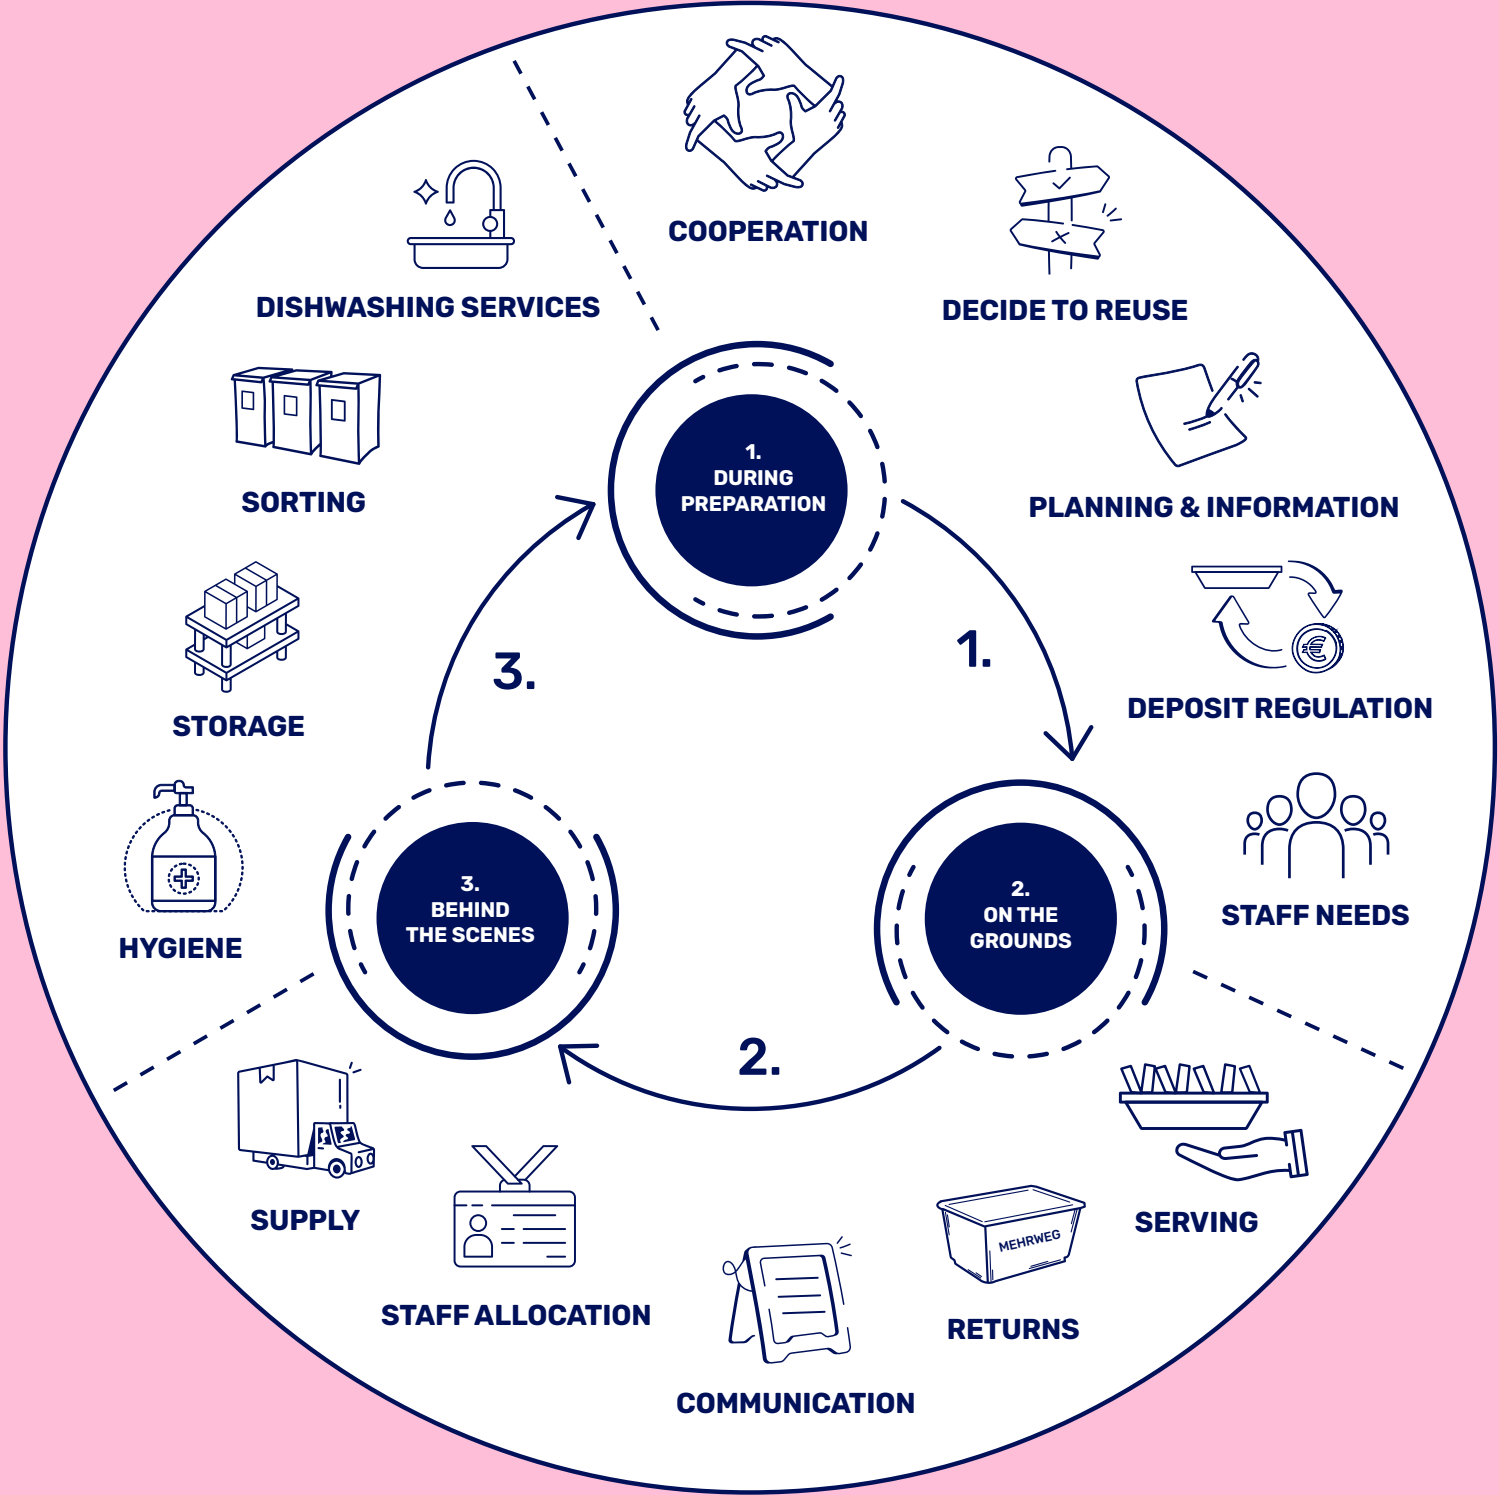 COOPERATION
DECIDE TO REUSE
DISHWASHING SERVICES
PLANNING & INFORMATION
SORTING
1.
DURING
PREPARATION
DEPOSIT REGULATION
€
STORAGE
3.
1.
STAFF NEEDS
HYGIENE
3.
BEHIND
THE SCENES
2.
ON THE
GROUNDS
2.
SERVING
SUPPLY
MEHRWEG
RETURNS
STAFF ALLOCATION
COMMUNICATION